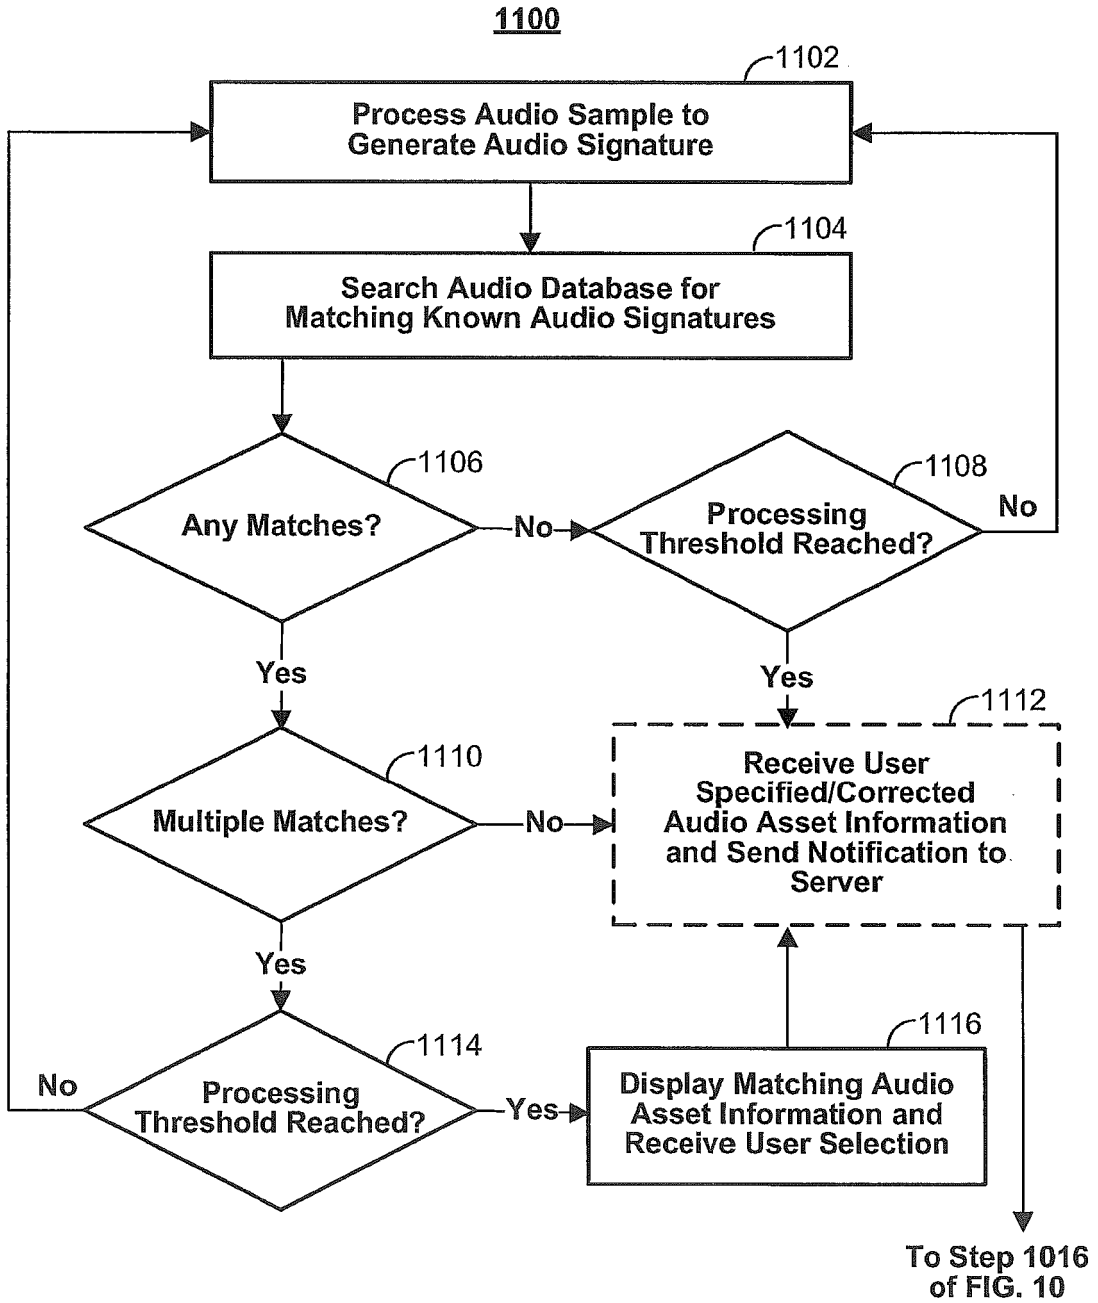 1100
1102
Process Audio Sample to
Generate Audio Signature
1104
Search Audio Database for
Matching Known Audio Signatures
1106
Any Matches?
No
1108
Processing
Threshold Reached?
No
Yes
Yes
1110
Multiple Matches?
No
1112
Receive User
Specified/Corrected
Audio Asset Information
and Send Notification to
Server
Yes
1114
Processing
Threshold Reached?
No
Yes
1116
Display Matching Audio
Asset Information and
Receive User Selection
To Step 1016
of FIG. 10